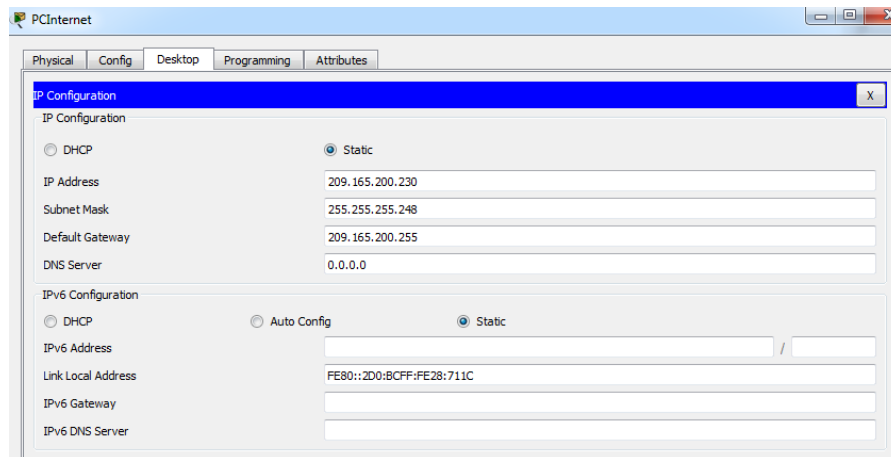 PCInternet
Physical Config Desktop Programming Attributes
IP Configuration X
IP Configuration
DHCP Static
IP Address 209.165.200.230
Subnet Mask 255.255.255.248
Default Gateway 209.165.200.255
DNS Server 0.0.0.0
IPv6 Configuration
DHCP Auto Config Static
IPv6 Address /
Link Local Address FE80::2D0:BCFF:FE28:711C
IPv6 Gateway
IPv6 DNS Server